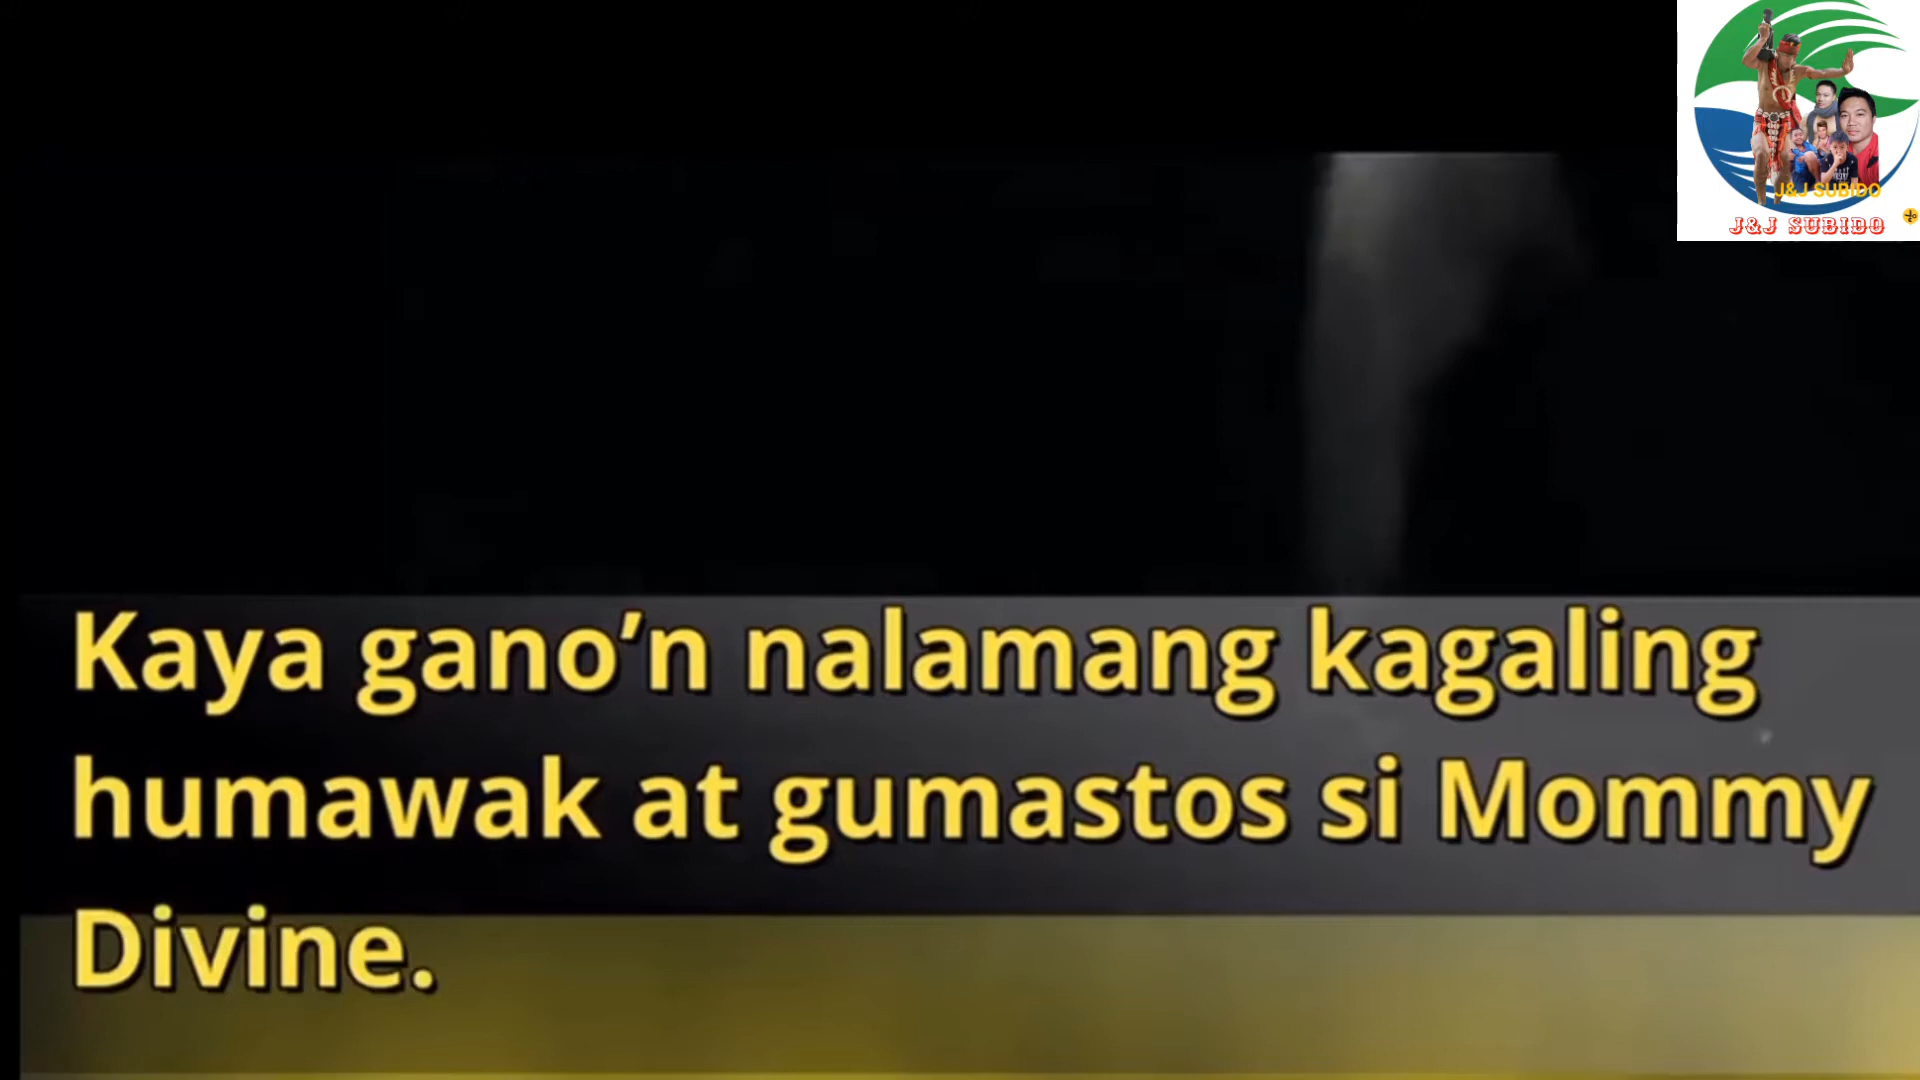 J&J SUBIDO
J&J SUBIDO
Kaya gano’n nalamang kagaling
humawak at gumastos si Mommy
Divine.